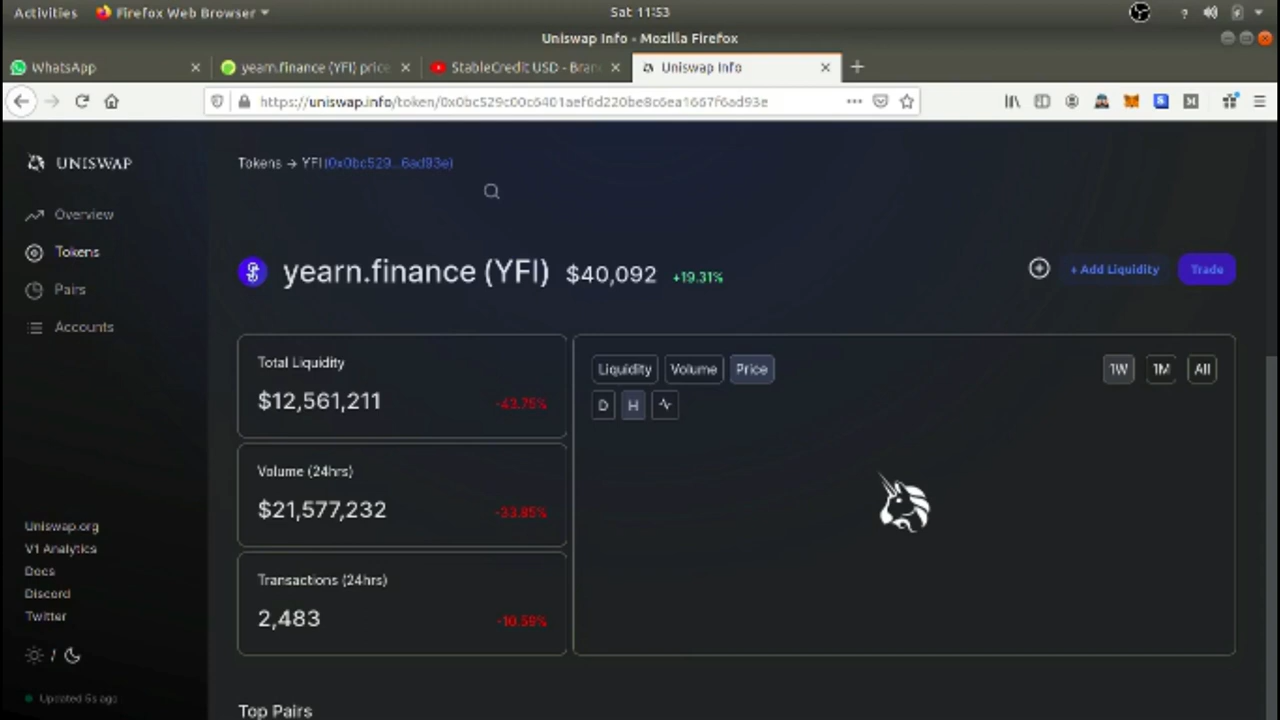 Activities Firefox Web Browser Sat 11:53 ?
Uniswap Info - Mozilla Firefox
WhatsApp yearn.finance (YFI) price StableCredit USD - Bran Uniswap Info
https://uniswap.info/token/0x0bc529c00c6401aef6d220be8c6ea1667f6ad93e
UNISWAP
Tokens → YFI(0x0bc529...6ad93e)
Overview
Tokens
Pairs
Accounts
yearn.finance (YFI) $40,092 +19.31%
+ Add Liquidity Trade
Total Liquidity
$12,561,211 -43.75%
Volume (24hrs)
$21,577,232 -33.85%
Transactions (24hrs)
2,483 -10.59%
Liquidity Volume Price 1W 1M All
D H
Uniswap.org
V1 Analytics
Docs
Discord
Twitter
/
Updated 6s ago
Top Pairs